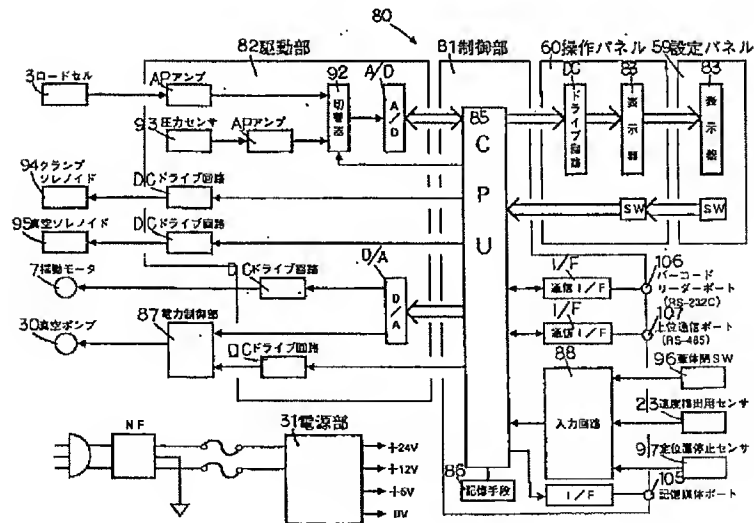 80
82駆動部
81制御部
60操作パネル
59設定パネル
3ロードセル
APアンプ
92
切替器
A/D
A/D
DC
ドライブ回路
表示器
83
表示器
93圧力センサ
APアンプ
85
CPU
94クランプソレノイド
DCドライブ回路
SW
SW
95真空ソレノイド
DCドライブ回路
7揺動モータ
DCドライブ回路
D/A
D/A
I/F
通信I/F
106
バーコードリーダーポート
(RS-232C)
30真空ポンプ
87電力制御部
DCドライブ回路
I/F
通信I/F
107
上位通信ポート
(RS-485)
88
入力回路
96蓋体閉SW
23速度検出用センサ
97定位置停止センサ
NF
31電源部
+24V
+12V
+5V
0V
86
記憶手段
I/F
105
記憶媒体ポート